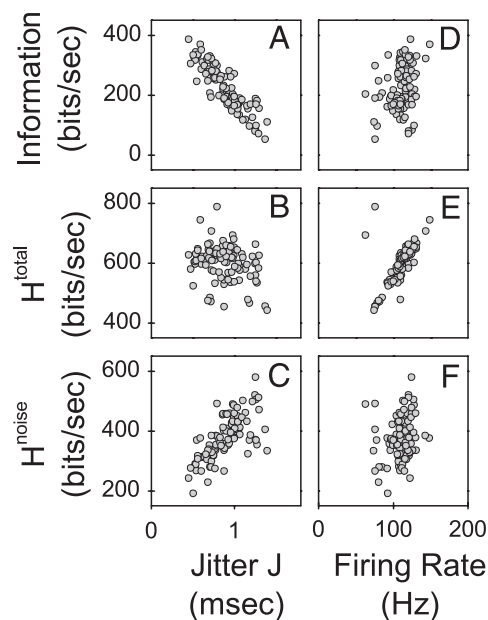 Information
(bits/sec)
400
200
0
A
D
H^total
(bits/sec)
800
600
400
B
E
H^noise
(bits/sec)
600
400
200
C
F
0
1
0
100
200
Jitter J
(msec)
Firing Rate
(Hz)